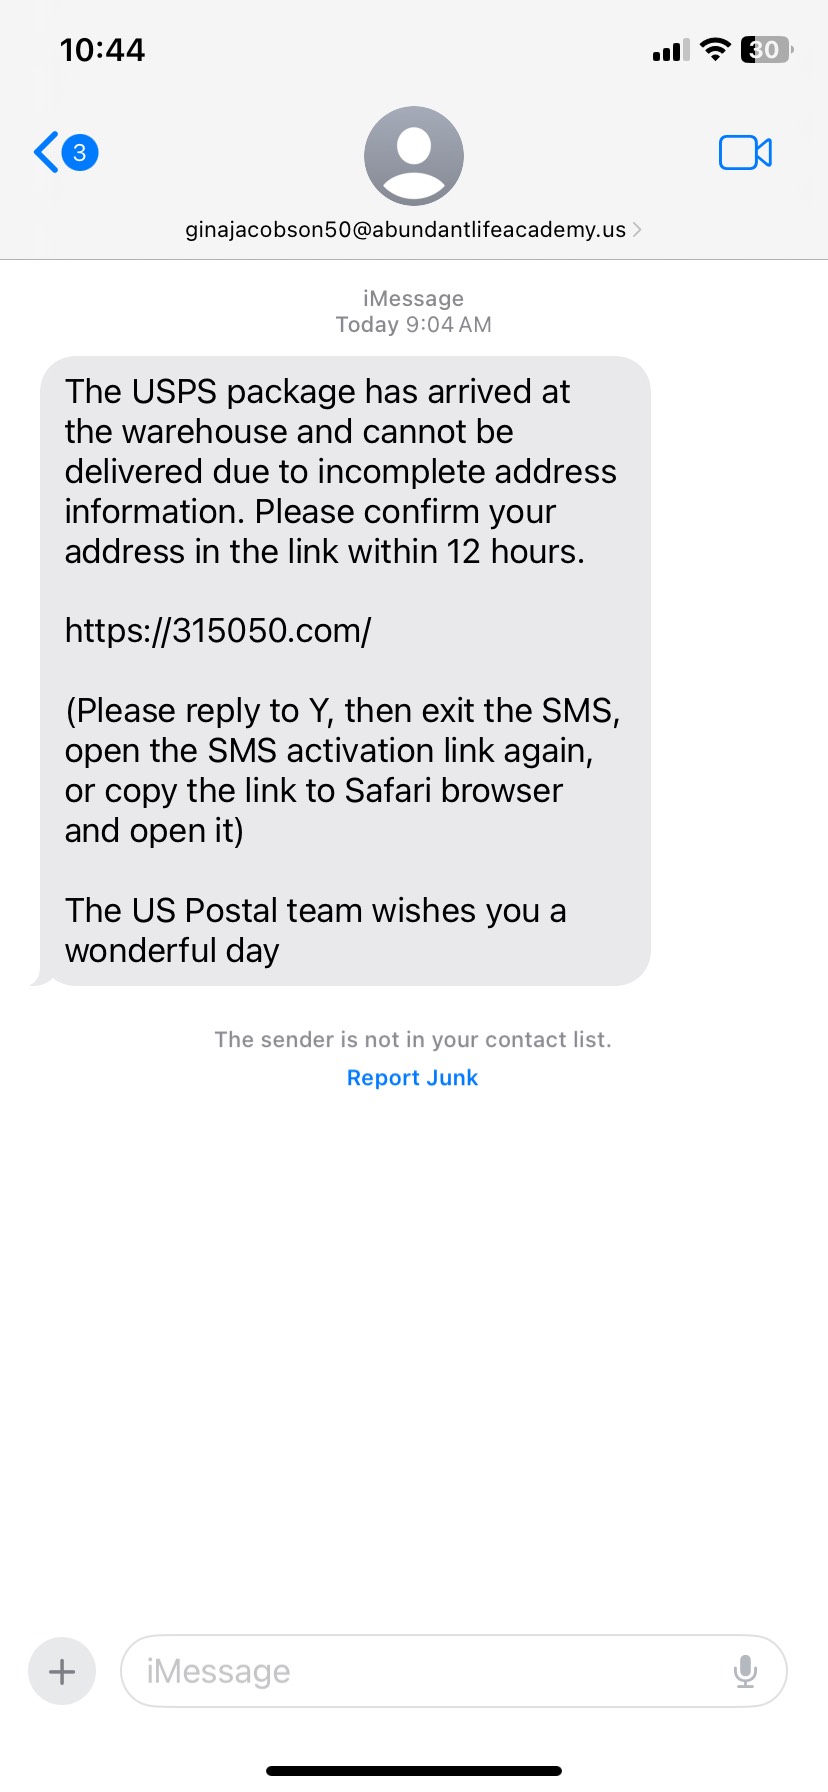 10:44
30
3
ginajacobson50@abundantlifeacademy.us
iMessage
Today 9:04 AM
The USPS package has arrived at
the warehouse and cannot be
delivered due to incomplete address
information. Please confirm your
address in the link within 12 hours.
https://315050.com/
(Please reply to Y, then exit the SMS,
open the SMS activation link again,
or copy the link to Safari browser
and open it)
The US Postal team wishes you a
wonderful day
The sender is not in your contact list.
Report Junk
iMessage